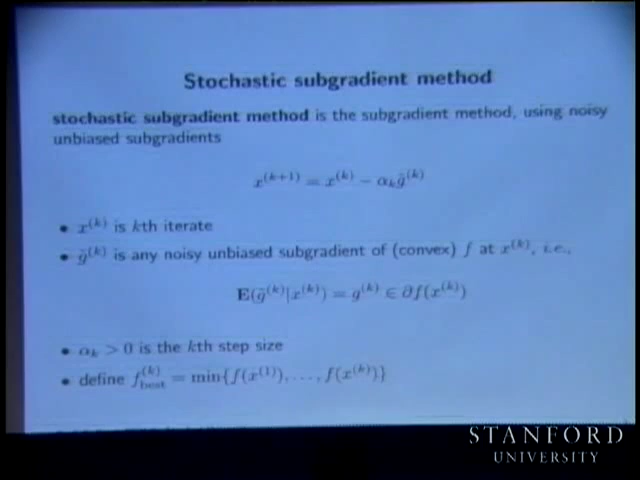 Stochastic subgradient method
stochastic subgradient method is the subgradient method, using noisy
unbiased subgradients
x^{(k+1)} = x^{(k)} − α_k g̃^{(k)}
• x^{(k)} is kth iterate
• g̃^{(k)} is any noisy unbiased subgradient of (convex) f at x^{(k)}, i.e.,
E(g̃^{(k)}|x^{(k)}) = g^{(k)} ∈ ∂f(x^{(k)})
• α_k > 0 is the kth step size
• define f_{best}^{(k)} = min{f(x^{(1)}), . . . , f(x^{(k)})}
STANFORD
UNIVERSITY